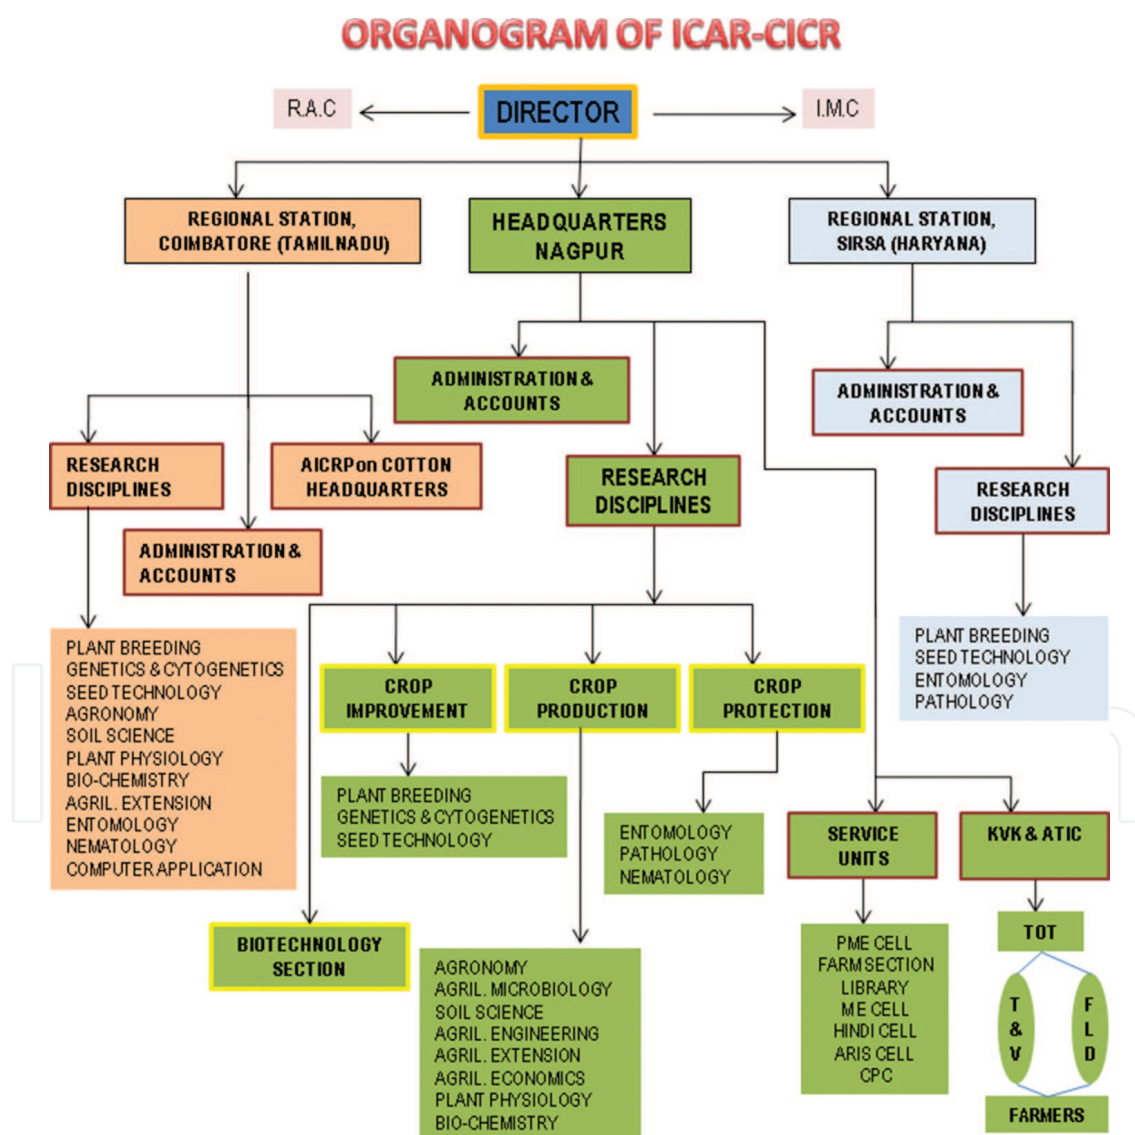 ORGANOGRAM OF ICAR-CICR
R.A.C
DIRECTOR
I.M.C
REGIONAL STATION,
COIMBATORE (TAMILNADU)
HEADQUARTERS
NAGPUR
REGIONAL STATION,
SIRSA (HARYANA)
ADMINISTRATION &
ACCOUNTS
ADMINISTRATION &
ACCOUNTS
RESEARCH
DISCIPLINES
AICRPon COTTON
HEADQUARTERS
RESEARCH
DISCIPLINES
RESEARCH
DISCIPLINES
ADMINISTRATION &
ACCOUNTS
PLANT BREEDING
GENETICS & CYTOGENETICS
SEED TECHNOLOGY
AGRONOMY
SOIL SCIENCE
PLANT PHYSIOLOGY
BIO-CHEMISTRY
AGRIL. EXTENSION
ENTOMOLOGY
NEMATOLOGY
COMPUTER APPLICATION
CROP
IMPROVEMENT
CROP
PRODUCTION
CROP
PROTECTION
PLANT BREEDING
SEED TECHNOLOGY
ENTOMOLOGY
PATHOLOGY
PLANT BREEDING
GENETICS & CYTOGENETICS
SEED TECHNOLOGY
ENTOMOLOGY
PATHOLOGY
NEMATOLOGY
SERVICE
UNITS
KVK & ATIC
BIOTECHNOLOGY
SECTION
AGRONOMY
AGRIL. MICROBIOLOGY
SOIL SCIENCE
AGRIL. ENGINEERING
AGRIL. EXTENSION
AGRIL. ECONOMICS
PLANT PHYSIOLOGY
BIO-CHEMISTRY
PME CELL
FARM SECTION
LIBRARY
ME CELL
HINDI CELL
ARIS CELL
CPC
TOT
T
&
V
F
L
D
FARMERS